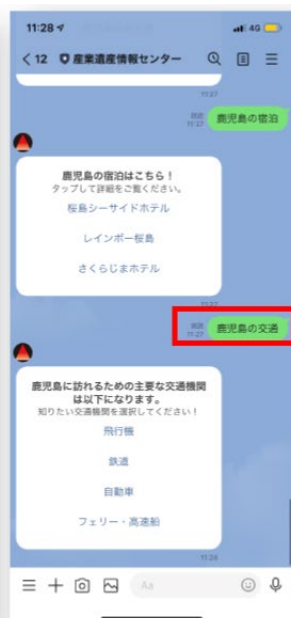 11:28
4G
12
産業遺産情報センター
11:27
既読
11:27
鹿児島の宿泊
鹿児島の宿泊はこちら！
タップして詳細をご覧ください。
桜島シーサイドホテル
レインボー桜島
さくらじまホテル
11:27
既読
11:27
鹿児島の交通
鹿児島に訪れるための主要な交通機関
は以下になります。
知りたい交通機関を選択してください！
飛行機
鉄道
自動車
フェリー・高速船
11:28
Aa